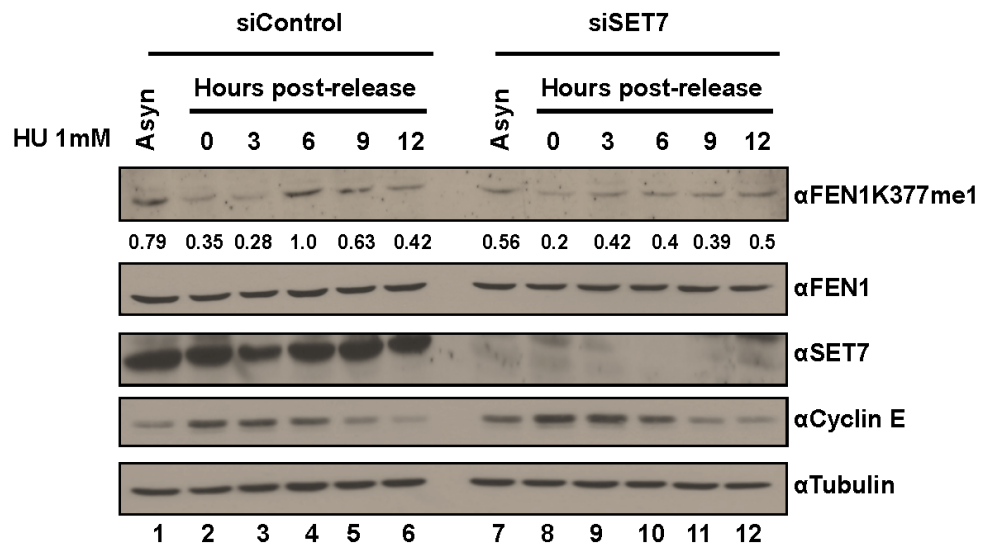 siControl siSET7
Asyn Hours post-release Asyn Hours post-release
HU 1mM 0 3 6 9 12 0 3 6 9 12
αFEN1K377me1
0.79 0.35 0.28 1.0 0.63 0.42 0.56 0.2 0.42 0.4 0.39 0.5
αFEN1
αSET7
αCyclin E
αTubulin
1 2 3 4 5 6 7 8 9 10 11 12